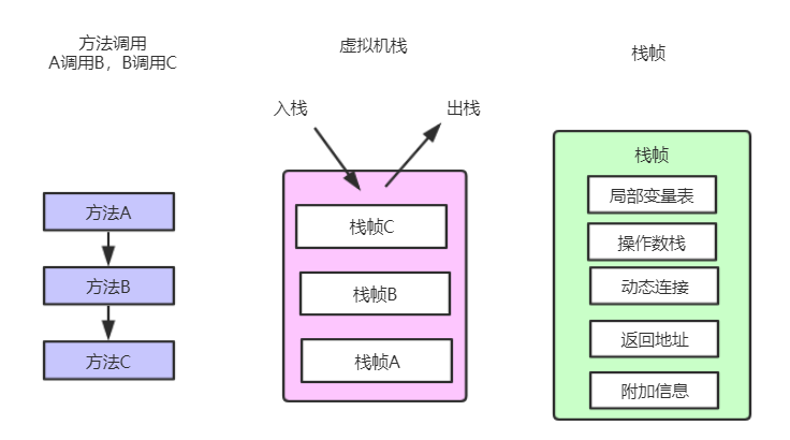 方法调用
A调用B，B调用C
方法A
方法B
方法C
虚拟机栈
入栈
出栈
栈帧C
栈帧B
栈帧A
栈帧
栈帧
局部变量表
操作数栈
动态连接
返回地址
附加信息